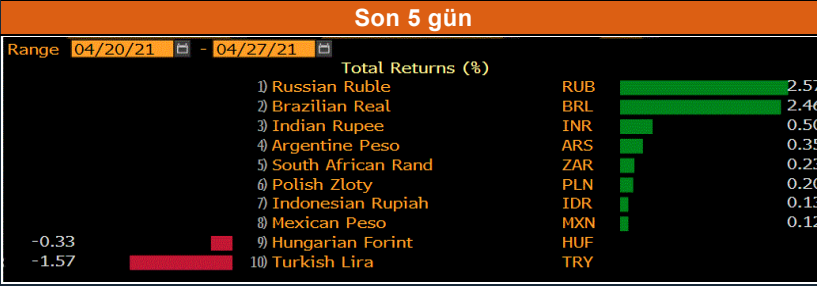 Son 5 gün
Range 04/20/21 - 04/27/21
Total Returns (%)
1) Russian Ruble RUB 2.57
2) Brazilian Real BRL 2.46
3) Indian Rupee INR 0.50
4) Argentine Peso ARS 0.35
5) South African Rand ZAR 0.23
6) Polish Zloty PLN 0.20
7) Indonesian Rupiah IDR 0.13
8) Mexican Peso MXN 0.12
-0.33 9) Hungarian Forint HUF
-1.57 10) Turkish Lira TRY